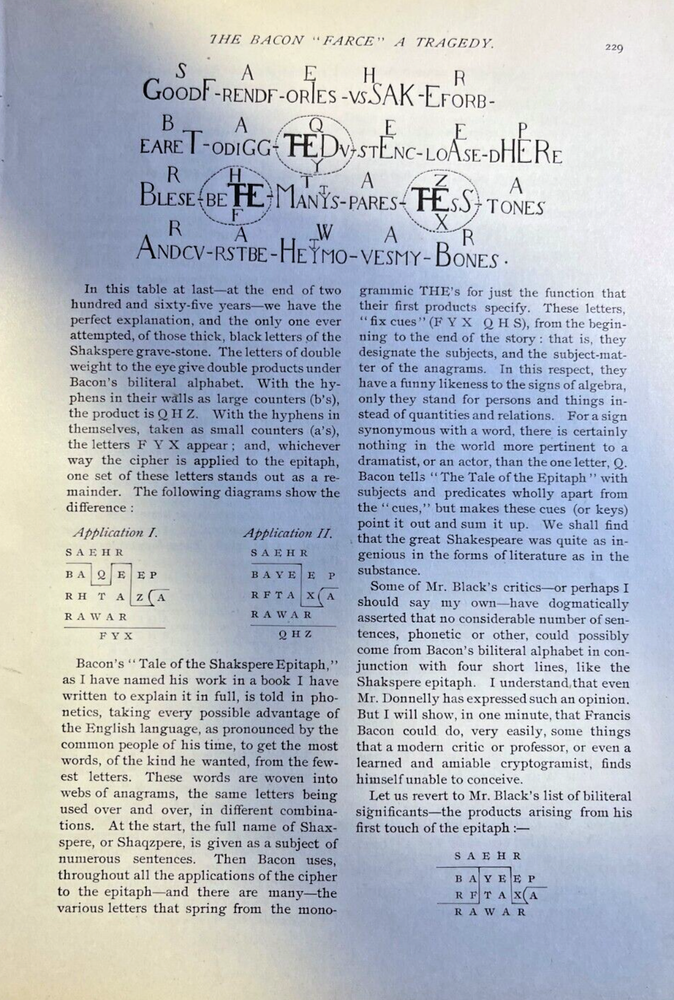 THE BACON "FARCE" A TRAGEDY.
229
S A E H R
GOODF-RENDF-ORIES-VSSAK-EFORB-
B A Q E E P
EARET-ODIGG-TEDV-STENC-LOASE-DHERE
Y
R H T A Z A
BLESE-BETE-MANTYS-PARES-TESS-TONES
F X
R A W A R
ANDCV-RSTBE-HETYMO-VESMY-BONES.
In this table at last—at the end of two
hundred and sixty-five years—we have the
perfect explanation, and the only one ever
attempted, of those thick, black letters of the
Shakspere grave-stone. The letters of double
weight to the eye give double products under
Bacon's biliteral alphabet. With the hy-
phens in their walls as large counters (b's),
the product is Q H Z. With the hyphens in
themselves, taken as small counters (a's),
the letters F Y X appear; and, whichever
way the cipher is applied to the epitaph,
one set of these letters stands out as a re-
mainder. The following diagrams show the
difference:
Application I.
S A E H R
B A Q E E P
R H T A Z A
R A W A R
F Y X
Application II.
S A E H R
B A Y E E P
R F T A X A
R A W A R
Q H Z
Bacon's "Tale of the Shakspere Epitaph,"
as I have named his work in a book I have
written to explain it in full, is told in pho-
netics, taking every possible advantage of
the English language, as pronounced by the
common people of his time, to get the most
words, of the kind he wanted, from the few-
est letters. These words are woven into
webs of anagrams, the same letters being
used over and over, in different combina-
tions. At the start, the full name of Shax-
spere, or Shaqzpere, is given as a subject of
numerous sentences. Then Bacon uses,
throughout all the applications of the cipher
to the epitaph—and there are many—the
various letters that spring from the mono-
grammic THE's for just the function that
their first products specify. These letters,
"fix cues" (F Y X Q H S), from the begin-
ning to the end of the story: that is, they
designate the subjects, and the subject-mat-
ter of the anagrams. In this respect, they
have a funny likeness to the signs of algebra,
only they stand for persons and things in-
stead of quantities and relations. For a sign
synonymous with a word, there is certainly
nothing in the world more pertinent to a
dramatist, or an actor, than the one letter, Q.
Bacon tells "The Tale of the Epitaph" with
subjects and predicates wholly apart from
the "cues," but makes these cues (or keys)
point it out and sum it up. We shall find
that the great Shakespeare was quite as in-
genious in the forms of literature as in the
substance.
Some of Mr. Black's critics—or perhaps I
should say my own—have dogmatically
asserted that no considerable number of sen-
tences, phonetic or other, could possibly
come from Bacon's biliteral alphabet in con-
junction with four short lines, like the
Shakspere epitaph. I understand that even
Mr. Donnelly has expressed such an opinion.
But I will show, in one minute, that Francis
Bacon could do, very easily, some things
that a modern critic or professor, or even a
learned and amiable cryptogramist, finds
himself unable to conceive.
Let us revert to Mr. Black's list of biliteral
significants—the products arising from his
first touch of the epitaph:—
S A E H R
B A Y E E P
R F T A X A
R A W A R